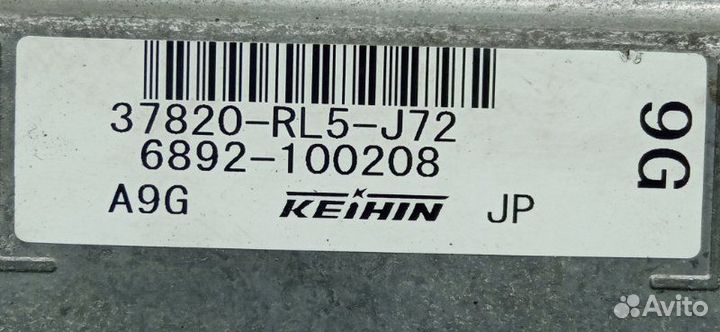 37820-RL5-J72
6892-100208
A9G KEIHIN JP
9G
Avito